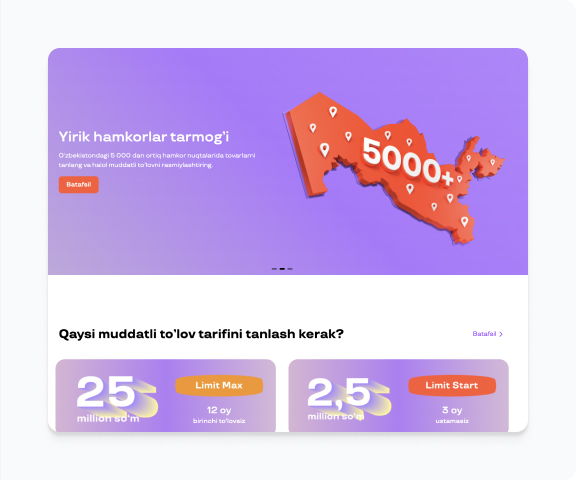 Yirik hamkorlar tarmog'i
O'zbekistondagi 5 000 dan ortiq hamkor nuqtalarida tovarlarni
tanlang va halol muddatli to'lovni rasmiylashtiring.
Batafsil
5000+
Qaysi muddatli to'lov tarifini tanlash kerak?
Batafsil
25
million so'm
Limit Max
12 oy
birinchi to'lovsiz
2,5
million so'm
Limit Start
3 oy
ustamasiz